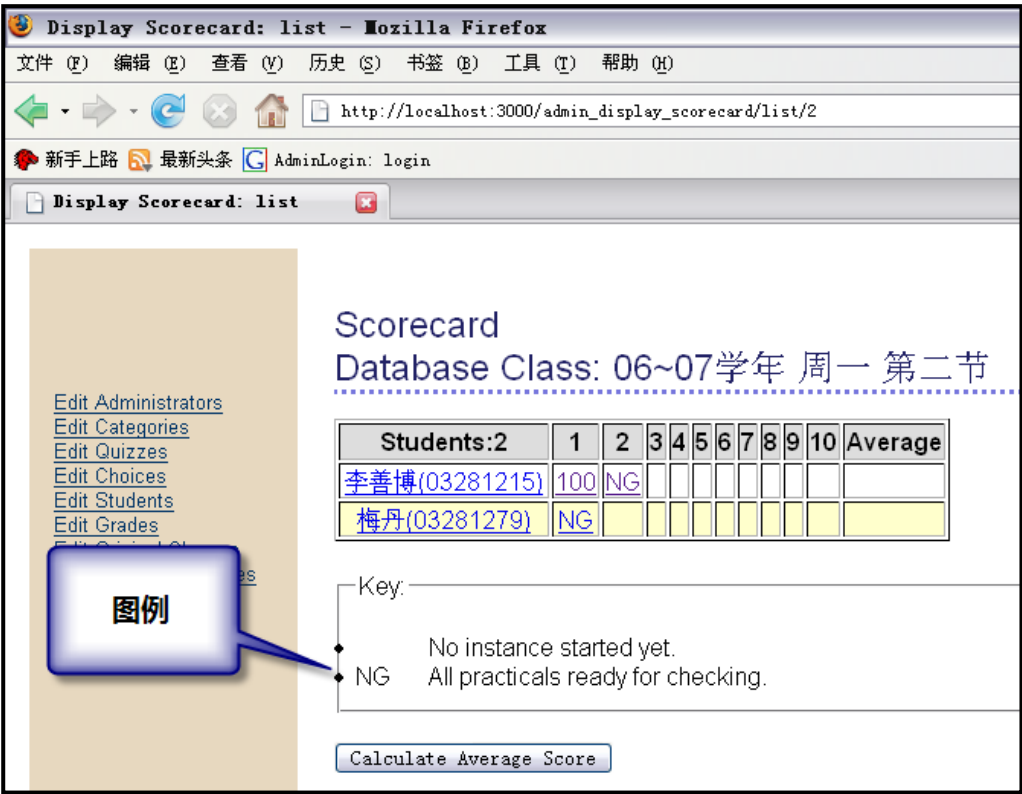 Display Scorecard: list - Mozilla Firefox
文件 (F) 编辑 (E) 查看 (V) 历史 (S) 书签 (B) 工具 (T) 帮助 (H)
http://localhost:3000/admin_display_scorecard/list/2
新手上路 最新头条 AdminLogin: login
Display Scorecard: list
Scorecard
Database Class: 06~07学年 周一 第二节
Edit Administrators
Edit Categories
Edit Quizzes
Edit Choices
Edit Students
Edit Grades
Students:2 1 2 3 4 5 6 7 8 9 10 Average
李善博(03281215) 100 NG
梅丹(03281279) NG
图例
Key:
No instance started yet.
NG All practicals ready for checking.
Calculate Average Score